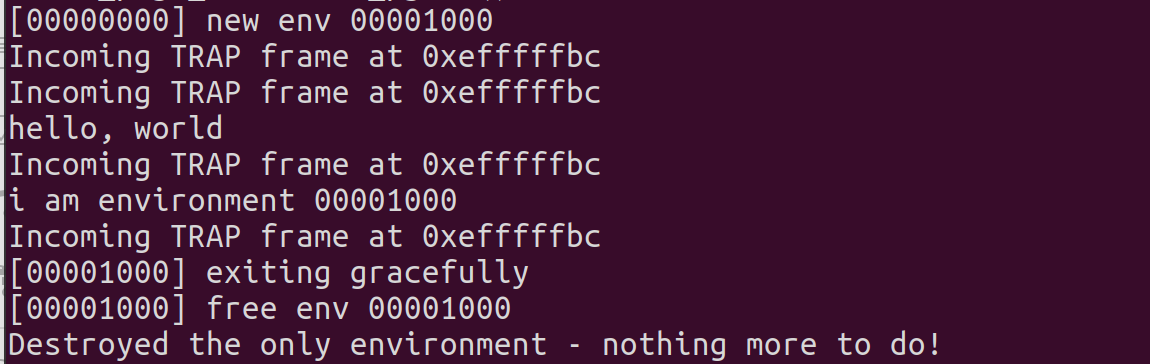 [00000000] new env 00001000
Incoming TRAP frame at 0xefffffbc
Incoming TRAP frame at 0xefffffbc
hello, world
Incoming TRAP frame at 0xefffffbc
i am environment 00001000
Incoming TRAP frame at 0xefffffbc
[00001000] exiting gracefully
[00001000] free env 00001000
Destroyed the only environment - nothing more to do!